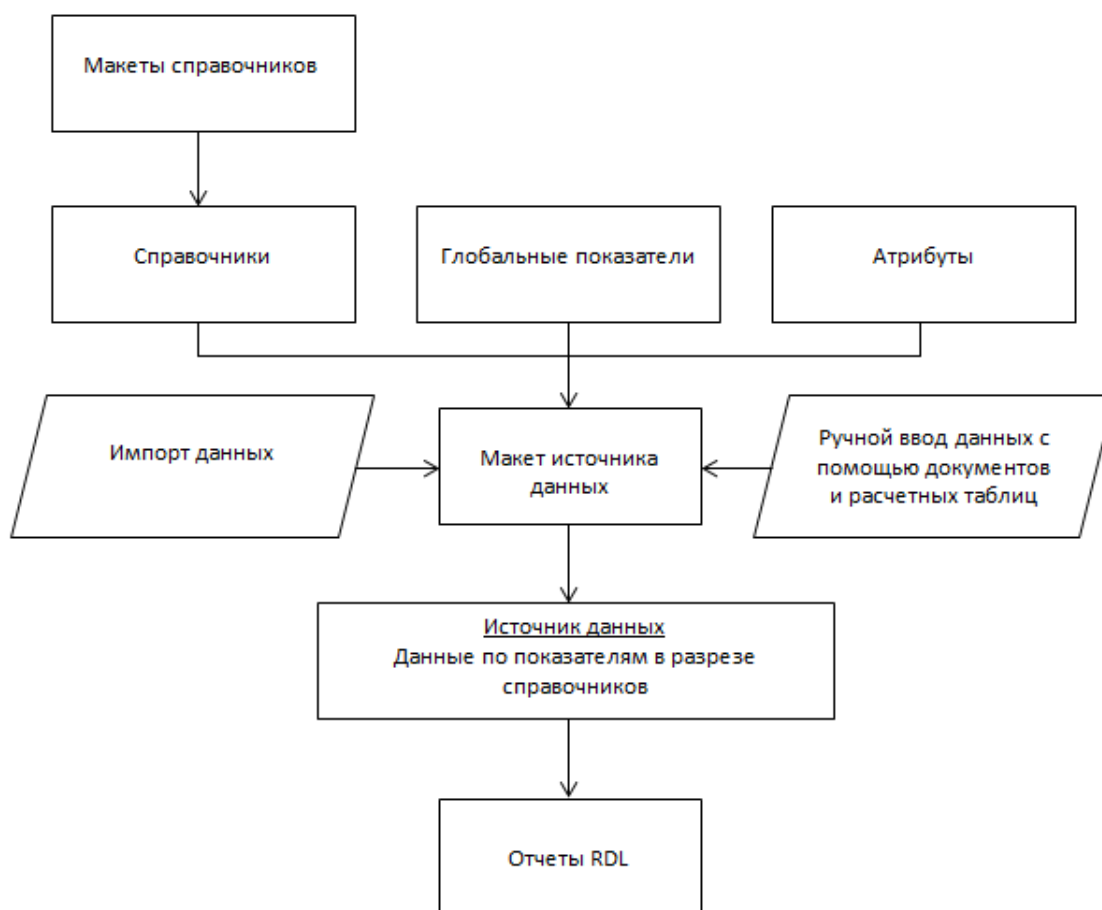 Макеты справочников
Справочники
Глобальные показатели
Атрибуты
Импорт данных
Макет источника
данных
Ручной ввод данных с
помощью документов
и расчетных таблиц
Источник данных
Данные по показателям в разрезе
справочников
Отчеты RDL